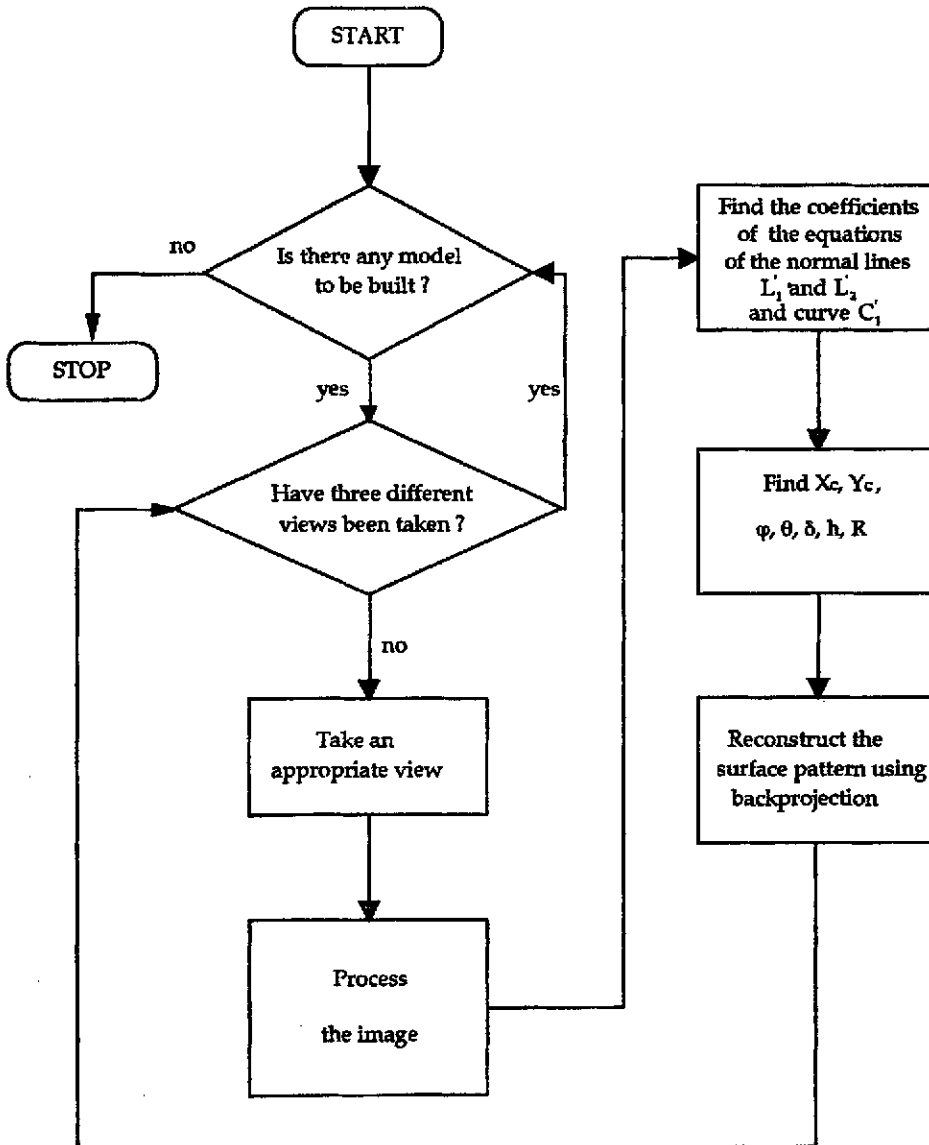 START
Is there any model
to be built ?
no
STOP
yes
yes
Have three different
views been taken ?
no
Take an
appropriate view
Process
the image
Find the coefficients
of the equations
of the normal lines
L'₁ and L'₂
and curve C'₁
Find Xc, Yc,
φ, θ, δ, h, R
Reconstruct the
surface pattern using
backprojection